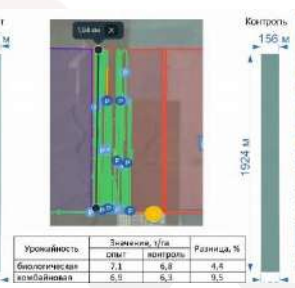 Контроль
м
156 м
1924 м
Урожайность
Значение, т/га
Разница, %
опыт
контроль
биологическая 7,1 6,8 4,4
комбайновая 6,9 6,3 9,5